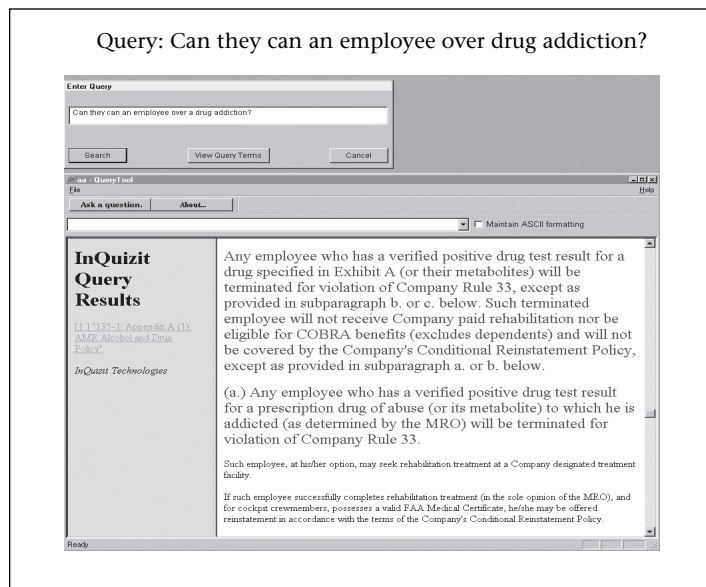 Query: Can they can an employee over drug addiction?
Enter Query
Can they can an employee over a drug addiction?
Search
View Query Terms
Cancel
aa - QueryTool
File
Help
Ask a question.
About...
Maintain ASCII formatting
InQuizit
Query
Results
[1.] "135-1. Appendix A (1):
AMR Alcohol and Drug
Policy"
InQuizit Technologies
Any employee who has a verified positive drug test result for a
drug specified in Exhibit A (or their metabolites) will be
terminated for violation of Company Rule 33, except as
provided in subparagraph b. or c. below. Such terminated
employee will not receive Company paid rehabilitation nor be
eligible for COBRA benefits (excludes dependents) and will not
be covered by the Company's Conditional Reinstatement Policy,
except as provided in subparagraph a. or b. below.
(a.) Any employee who has a verified positive drug test result
for a prescription drug of abuse (or its metabolite) to which he is
addicted (as determined by the MRO) will be terminated for
violation of Company Rule 33.
Such employee, at his/her option, may seek rehabilitation treatment at a Company designated treatment
facility.
If such employee successfully completes rehabilitation treatment (in the sole opinion of the MRO), and
for cockpit crewmembers, possesses a valid FAA Medical Certificate, he/she may be offered
reinstatement in accordance with the terms of the Company's Conditional Reinstatement Policy.
Ready